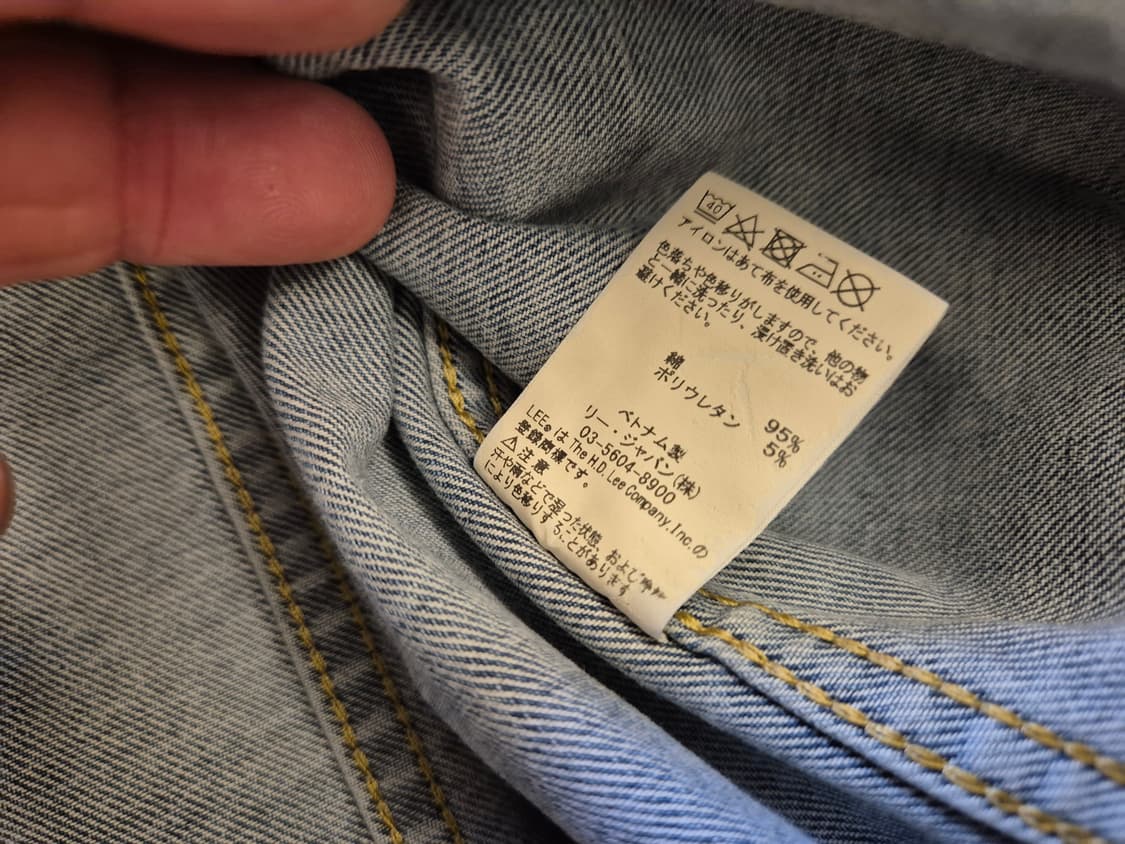 40
アイロンはあて布を使用してください。
色落ちや色移りがしますので、他の物
と一緒に洗ったり、浸け置き洗いはお
避けください。
綿 95%
ポリウレタン 5%
ベトナム製
リー・ジャパン(株)
03-5604-8900
LEE®は The H.D. Lee Company, Inc.の
登録商標です。
⚠注意
汗や雨などで湿った状態、および
により色移りすることがあります。